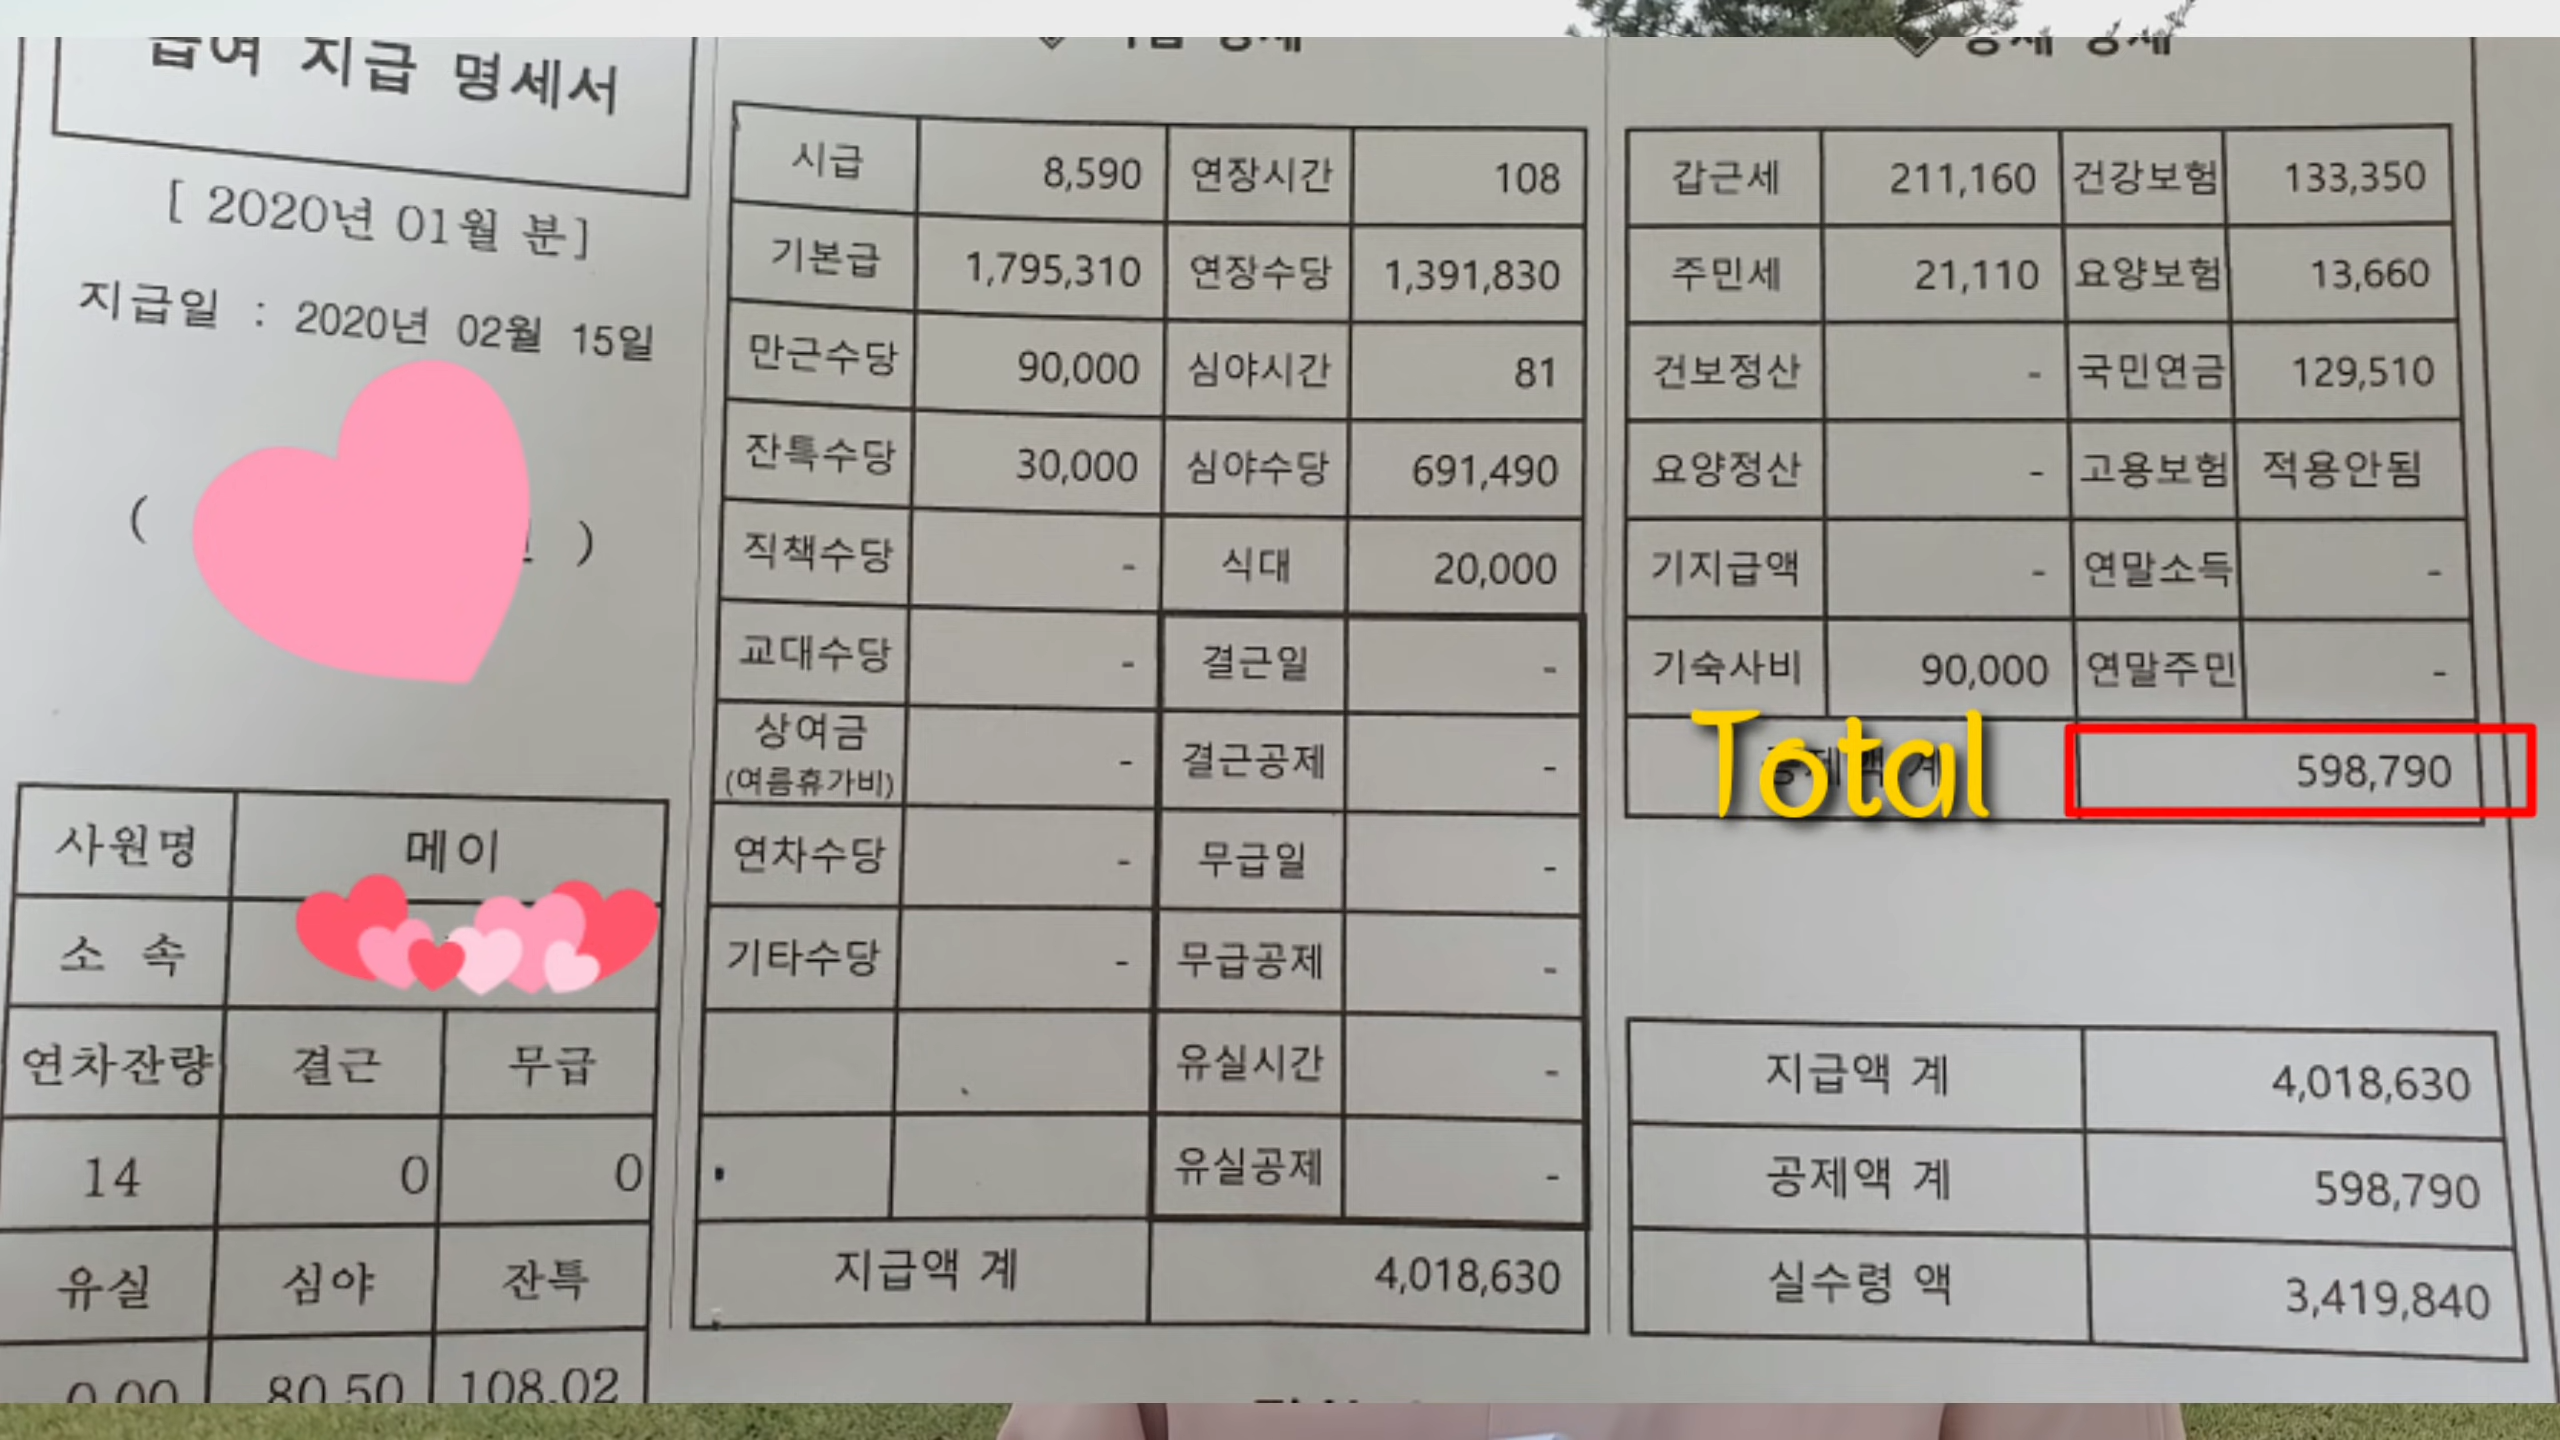 급여 지급 명세서
[ 2020년 01월 분]
지급일 : 2020년 02월 15일
( )
사원명 메이
소 속
연차잔량 결근 무급
14 0 0
유실 심야 잔특
0.00 80.50 108.02
시급 8,590 연장시간 108
기본급 1,795,310 연장수당 1,391,830
만근수당 90,000 심야시간 81
잔특수당 30,000 심야수당 691,490
직책수당 - 식대 20,000
교대수당 - 결근일 -
상여금
(여름휴가비) - 결근공제 -
연차수당 - 무급일 -
기타수당 - 무급공제 -
유실시간 -
유실공제 -
지급액 계 4,018,630
갑근세 211,160 건강보험 133,350
주민세 21,110 요양보험 13,660
건보정산 - 국민연금 129,510
요양정산 - 고용보험 적용안됨
기지급액 - 연말소득 -
기숙사비 90,000 연말주민 -
Total 598,790
지급액 계 4,018,630
공제액 계 598,790
실수령 액 3,419,840